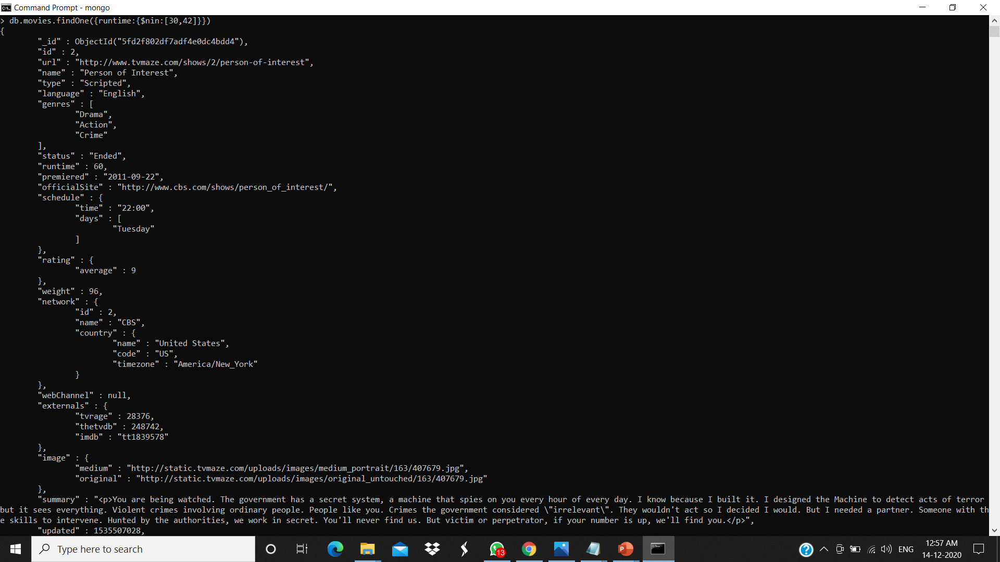 Command Prompt - mongo
> db.movies.findOne({runtime:{$nin:[30,42]}})
{
"_id" : ObjectId("5fd2f802df7adf4e0dc4bdd4"),
"id" : 2,
"url" : "http://www.tvmaze.com/shows/2/person-of-interest",
"name" : "Person of Interest",
"type" : "Scripted",
"language" : "English",
"genres" : [
"Drama",
"Action",
"Crime"
],
"status" : "Ended",
"runtime" : 60,
"premiered" : "2011-09-22",
"officialSite" : "http://www.cbs.com/shows/person_of_interest/",
"schedule" : {
"time" : "22:00",
"days" : [
"Tuesday"
]
},
"rating" : {
"average" : 9
},
"weight" : 96,
"network" : {
"id" : 2,
"name" : "CBS",
"country" : {
"name" : "United States",
"code" : "US",
"timezone" : "America/New_York"
}
},
"webChannel" : null,
"externals" : {
"tvrage" : 28376,
"thetvdb" : 248742,
"imdb" : "tt1839578"
},
"image" : {
"medium" : "http://static.tvmaze.com/uploads/images/medium_portrait/163/407679.jpg",
"original" : "http://static.tvmaze.com/uploads/images/original_untouched/163/407679.jpg"
},
"summary" : "<p>You are being watched. The government has a secret system, a machine that spies on you every hour of every day. I know because I built it. I designed the Machine to detect acts of terror
but it sees everything. Violent crimes involving ordinary people. People like you. Crimes the government considered \"irrelevant\". They wouldn't act so I decided I would. But I needed a partner. Someone with th
e skills to intervene. Hunted by the authorities, we work in secret. You'll never find us. But victim or perpetrator, if your number is up, we'll find you.</p>",
"updated" : 1535507028,
Type here to search
13
ENG
12:57 AM
14-12-2020